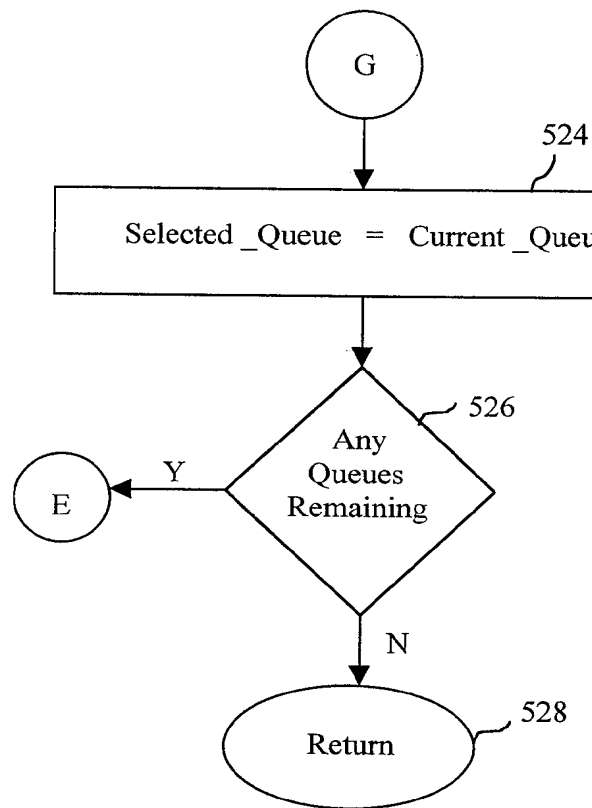 G
524
Selected _Queue = Current _Queu
526
Any
Queues
Remaining
Y
E
N
528
Return